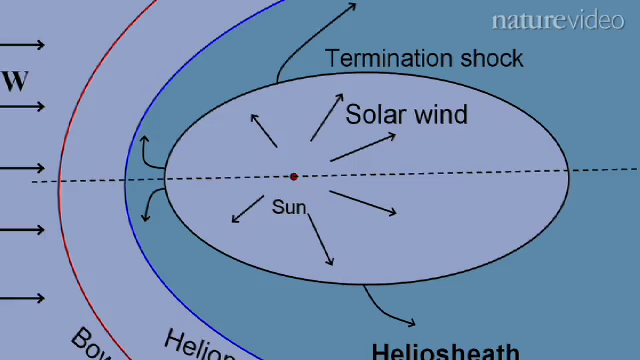 naturevideo
Termination shock
W
Solar wind
Sun
Heliosheath